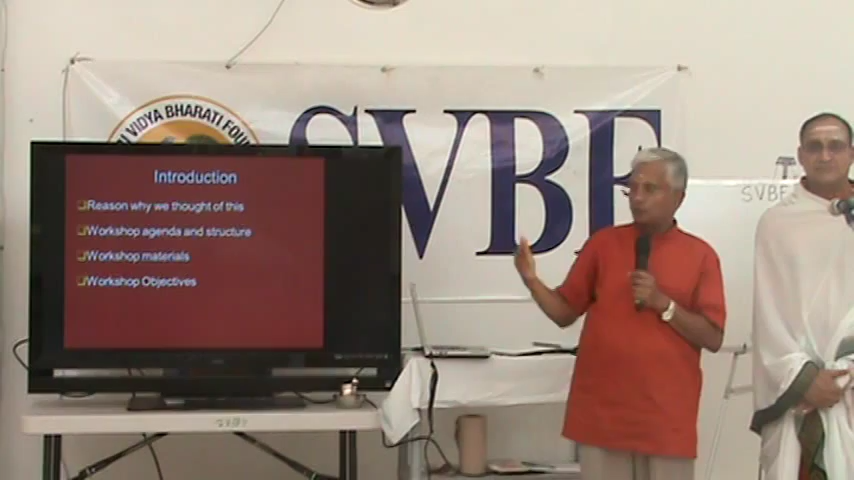 VIDYA BHARATI FOU
SVBF
Introduction
Reason why we thought of this
Workshop agenda and structure
Workshop materials
Workshop Objectives
SVBF
SVBF